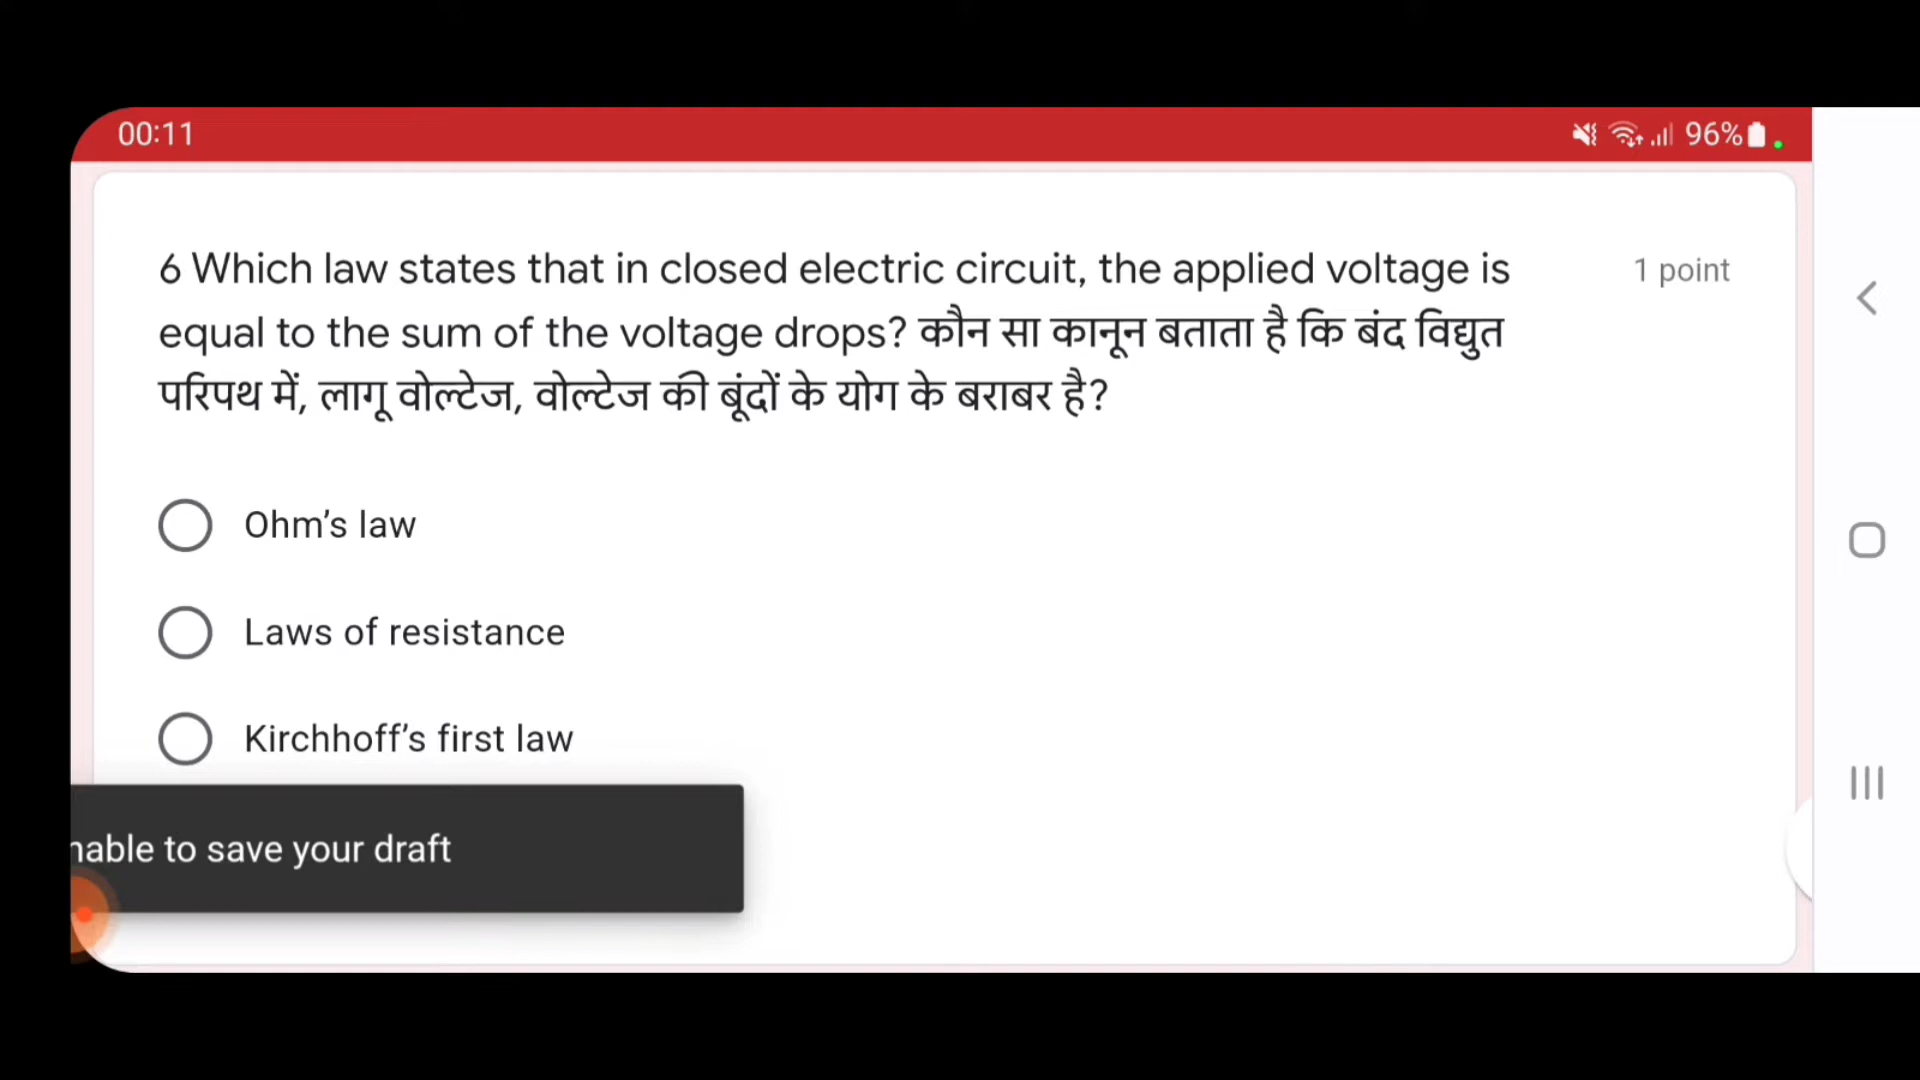 00:11
96%
6 Which law states that in closed electric circuit, the applied voltage is
1 point
equal to the sum of the voltage drops? कौन सा कानून बताता है कि बंद विद्युत
परिपथ में, लागू वोल्टेज, वोल्टेज की बूंदों के योग के बराबर है?
Ohm’s law
Laws of resistance
Kirchhoff’s first law
nable to save your draft